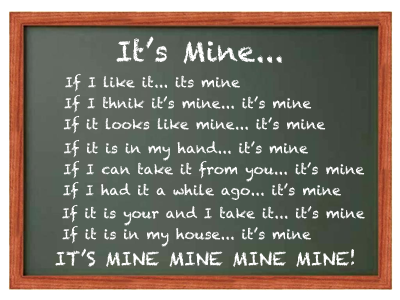 It's Mine...
If I like it... its mine
If I thnik it's mine... it's mine
If it looks like mine... it's mine
If it is in my hand... it's mine
If I can take it from you... it's mine
If I had it a while ago... it's mine
If it is your and I take it... it's mine
If it is in my house... it's mine
IT'S MINE MINE MINE MINE!